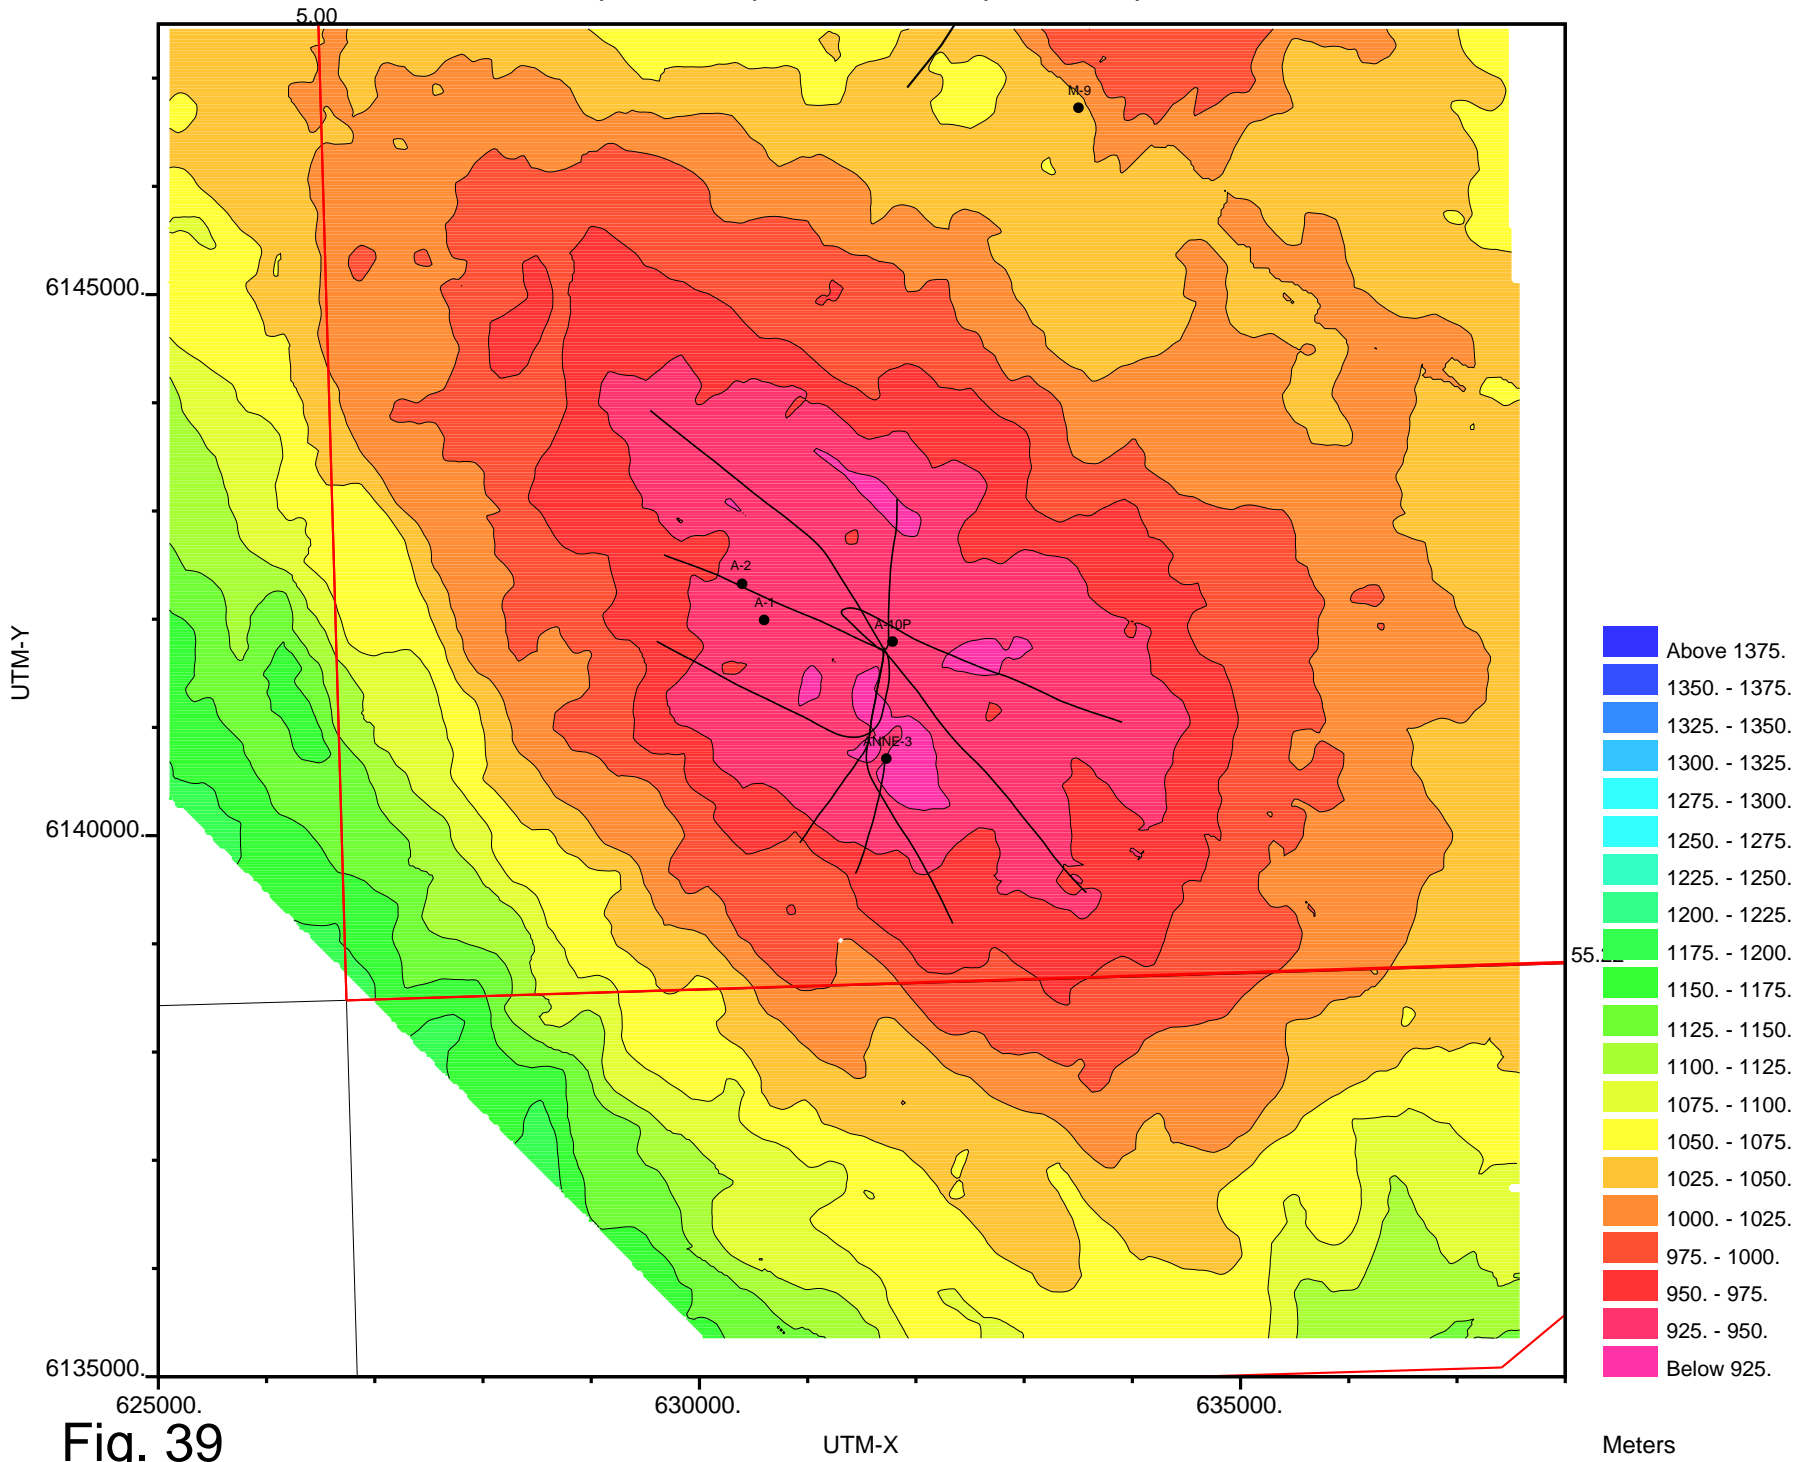 5.00
M-9
6145000.
A-2
A-1
A-10P
UTM-Y
ANNE-3
6140000.
6135000.
625000.
630000.
635000.
UTM-X
Fig. 39
Above 1375.
1350. - 1375.
1325. - 1350.
1300. - 1325.
1275. - 1300.
1250. - 1275.
1225. - 1250.
1200. - 1225.
1175. - 1200.
1150. - 1175.
1125. - 1150.
1100. - 1125.
1075. - 1100.
1050. - 1075.
1025. - 1050.
1000. - 1025.
975. - 1000.
950. - 975.
925. - 950.
Below 925.
Meters